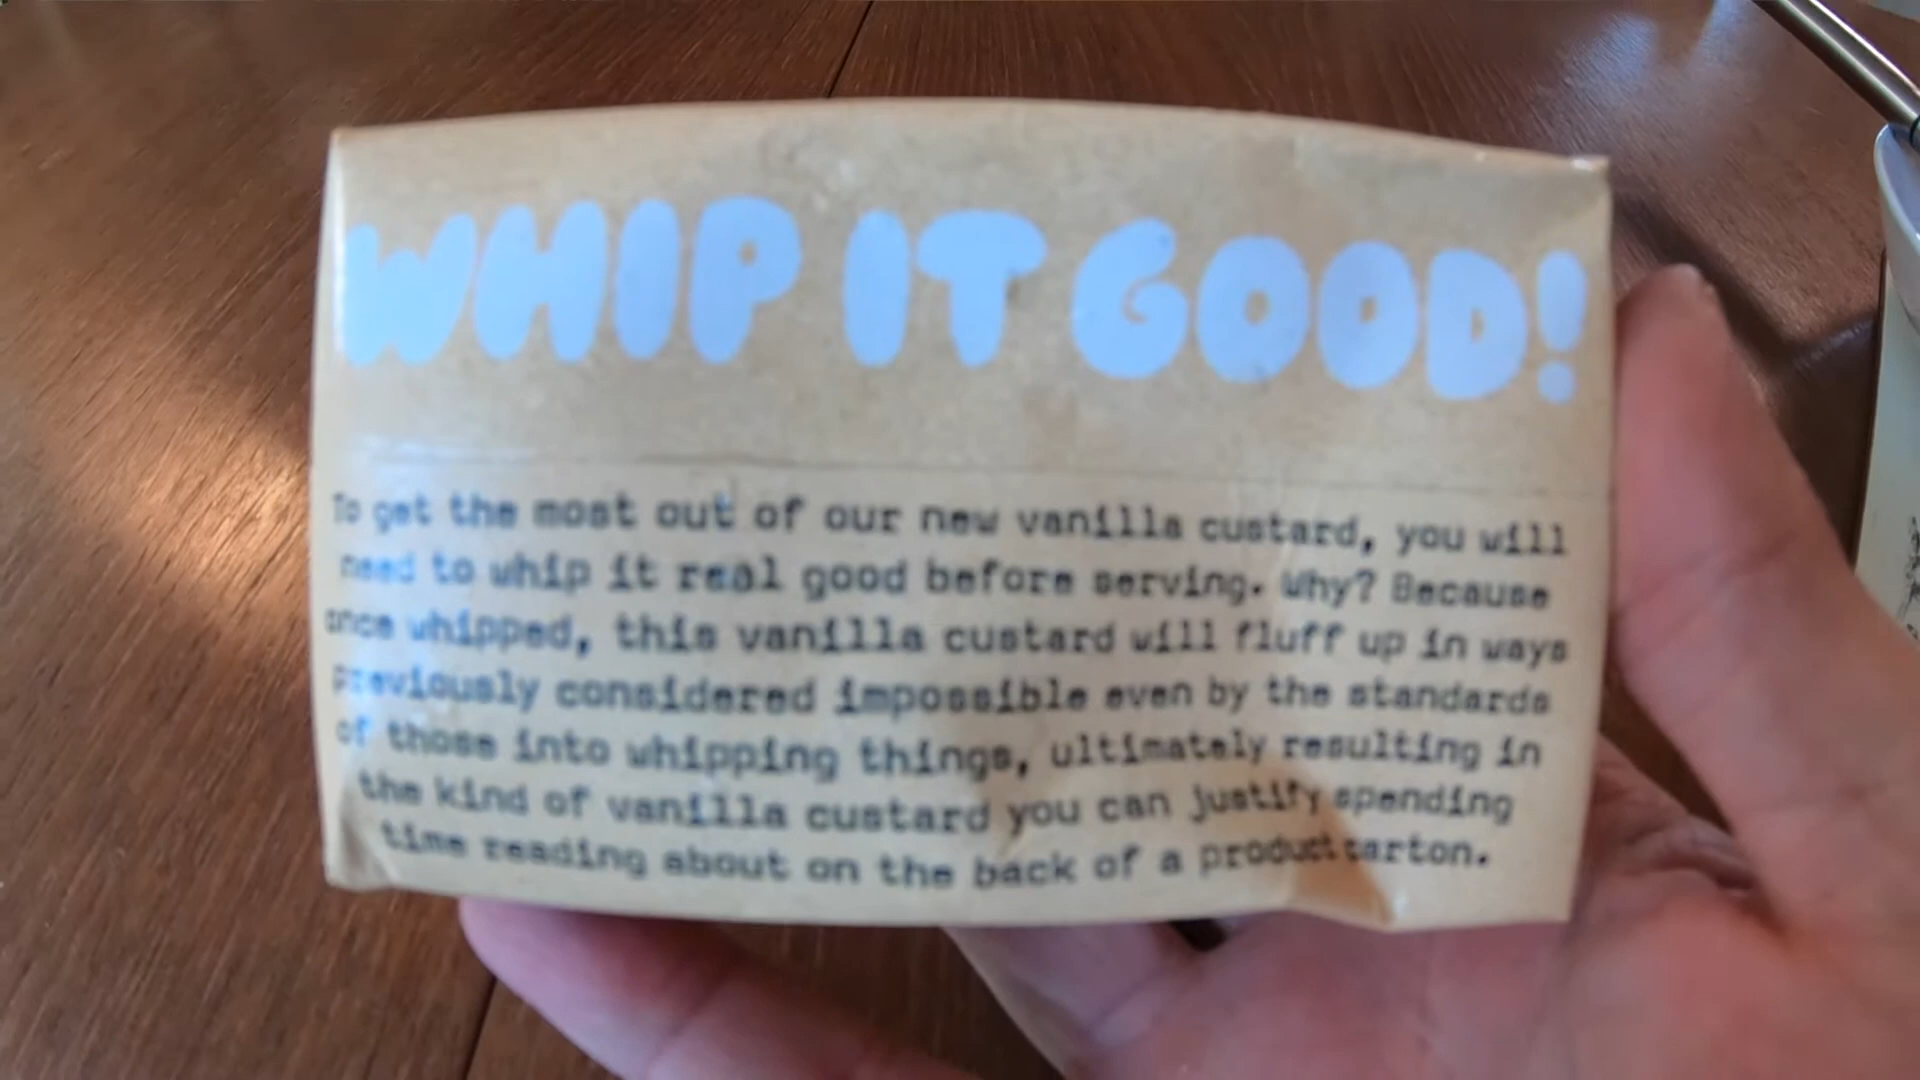 WHIP IT GOOD!
To get the most out of our new vanilla custard, you will
need to whip it real good before serving. Why? Because
once whipped, this vanilla custard will fluff up in ways
previously considered impossible even by the standards
of those into whipping things, ultimately resulting in
the kind of vanilla custard you can justify spending
time reading about on the back of a product carton.